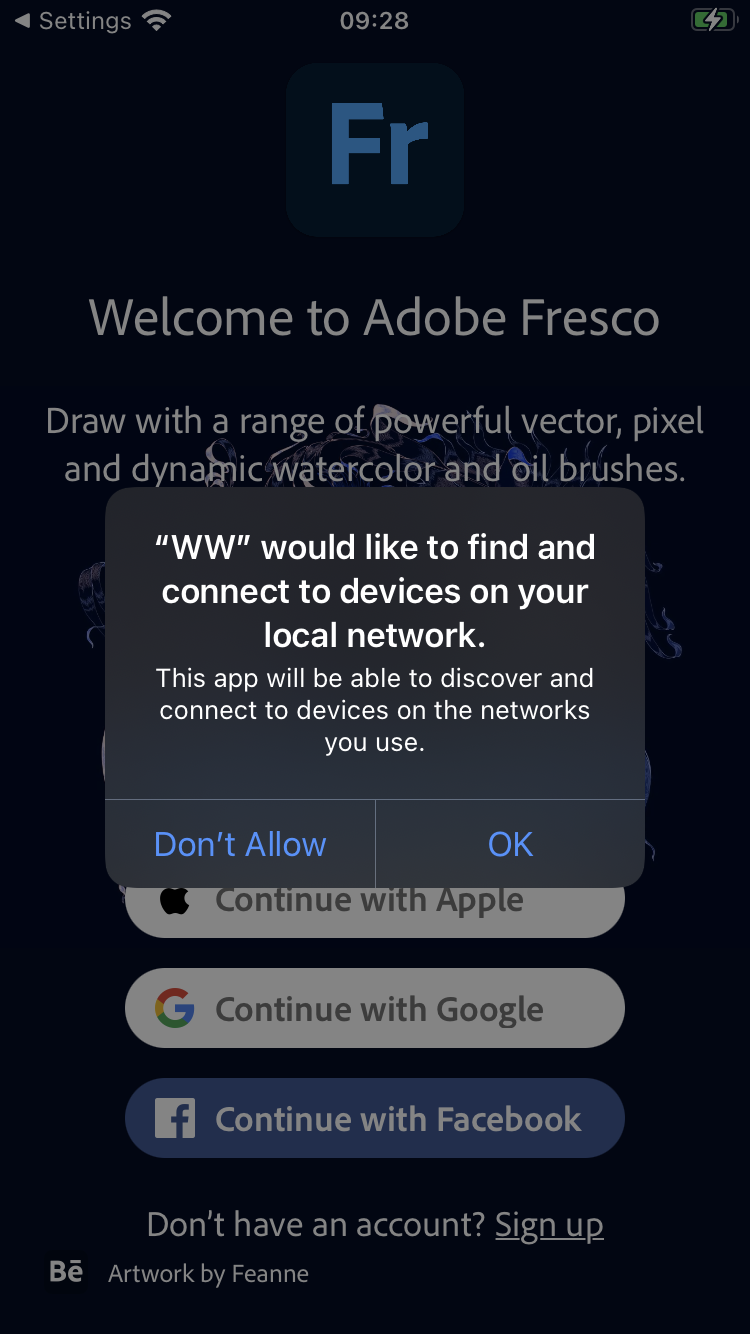 Settings 09:28
Fr
Welcome to Adobe Fresco
Draw with a range of powerful vector, pixel
and dynamic watercolor and oil brushes.
“WW” would like to find and
connect to devices on your
local network.
This app will be able to discover and
connect to devices on the networks
you use.
Don’t Allow OK
Continue with Apple
Continue with Google
Continue with Facebook
Don’t have an account? Sign up
Bē Artwork by Feanne